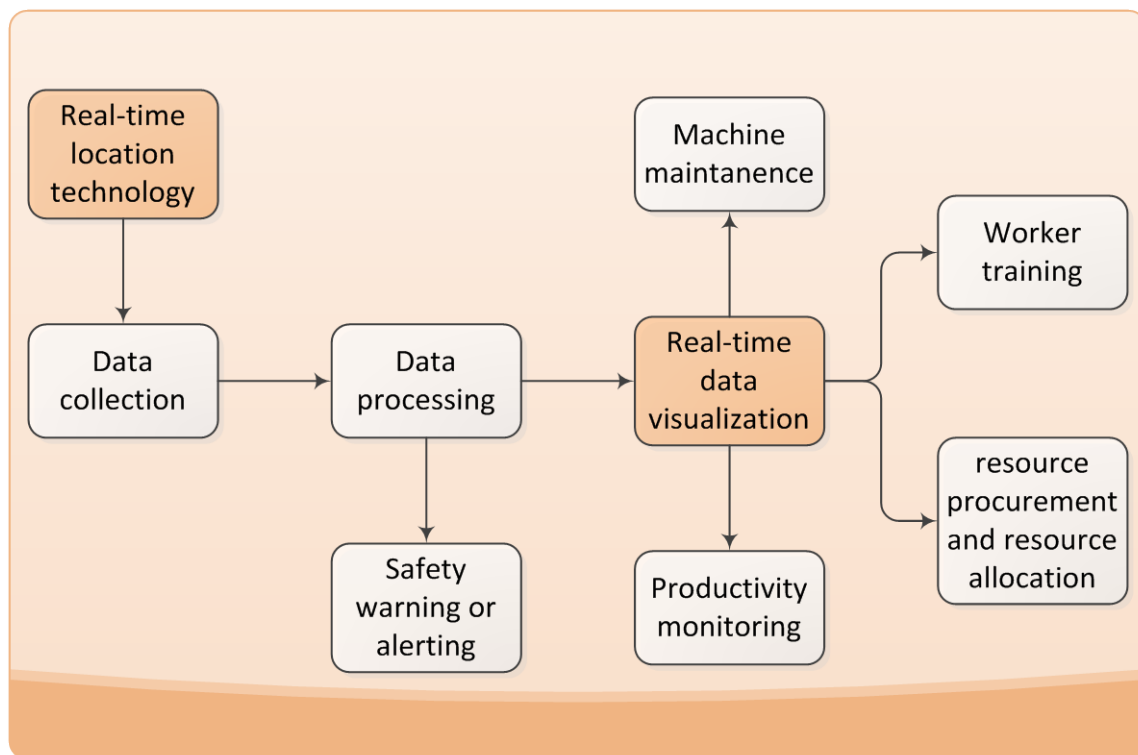 Real-time
location
technology
Data
collection
Data
processing
Safety
warning or
alerting
Real-time
data
visualization
Machine
maintanence
Productivity
monitoring
Worker
training
resource
procurement
and resource
allocation